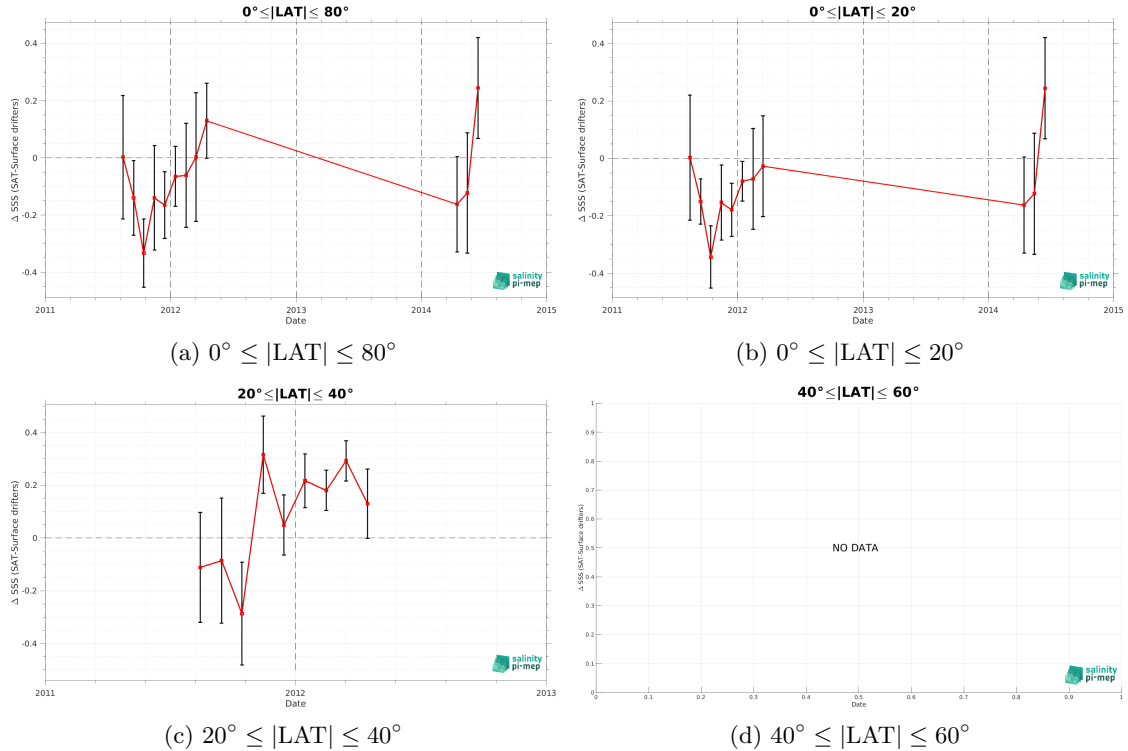 0°≤|LAT|≤ 80°
0.4
0.2
0
-0.2
-0.4
Δ SSS (SAT-Surface drifters)
2011
2012
2013
2014
2015
Date
salinity
pi-mep
(a) 0° ≤ |LAT| ≤ 80°
0°≤|LAT|≤ 20°
0.4
0.2
0
-0.2
-0.4
Δ SSS (SAT-Surface drifters)
2011
2012
2013
2014
2015
Date
salinity
pi-mep
(b) 0° ≤ |LAT| ≤ 20°
20°≤|LAT|≤ 40°
0.4
0.2
0
-0.2
-0.4
Δ SSS (SAT-Surface drifters)
2011
2012
2013
Date
salinity
pi-mep
(c) 20° ≤ |LAT| ≤ 40°
40°≤|LAT|≤ 60°
1
0.9
0.8
0.7
0.6
0.5
0.4
0.3
0.2
0.1
0
Δ SSS (SAT-Surface drifters)
NO DATA
0
0.1
0.2
0.3
0.4
0.5
0.6
0.7
0.8
0.9
1
Date
salinity
pi-mep
(d) 40° ≤ |LAT| ≤ 60°